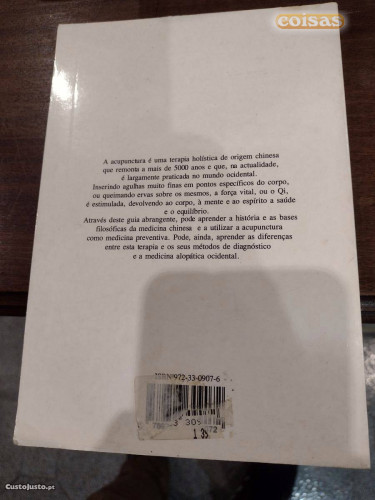 coisas
A acupunctura é uma terapia holística de origem chinesa
que remonta a mais de 5000 anos e que, na actualidade,
é largamente praticada no mundo ocidental.
Inserindo agulhas muito finas em pontos específicos do corpo,
ou queimando ervas sobre os mesmos, a força vital, ou o Qi,
é estimulada, devolvendo ao corpo, à mente e ao espírito a saúde
e o equilíbrio.
Através deste guia abrangente, pode aprender a história e as bases
filosóficas da medicina chinesa e a utilizar a acupunctura
como medicina preventiva. Pode, ainda, aprender as diferenças
entre esta terapia e os seus métodos de diagnóstico
e a medicina alopática ocidental.
ISBN 972-33-0907-6
CustoJusto.pt